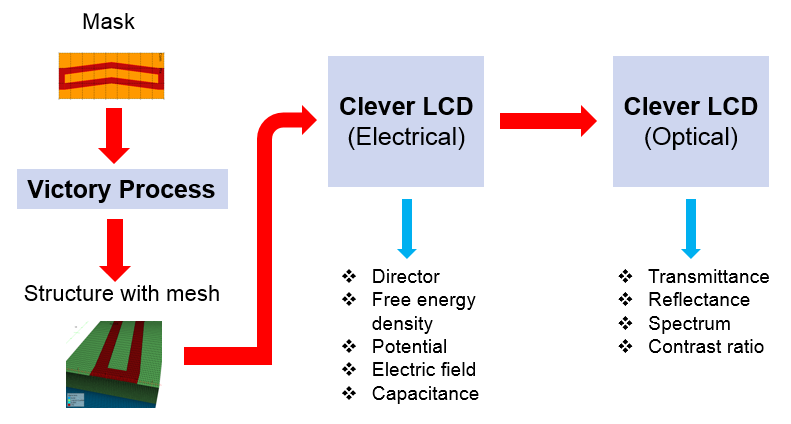 Mask
Victory Process
Structure with mesh
Clever LCD
(Electrical)
❖ Director
❖ Free energy
density
❖ Potential
❖ Electric field
❖ Capacitance
Clever LCD
(Optical)
❖ Transmittance
❖ Reflectance
❖ Spectrum
❖ Contrast ratio